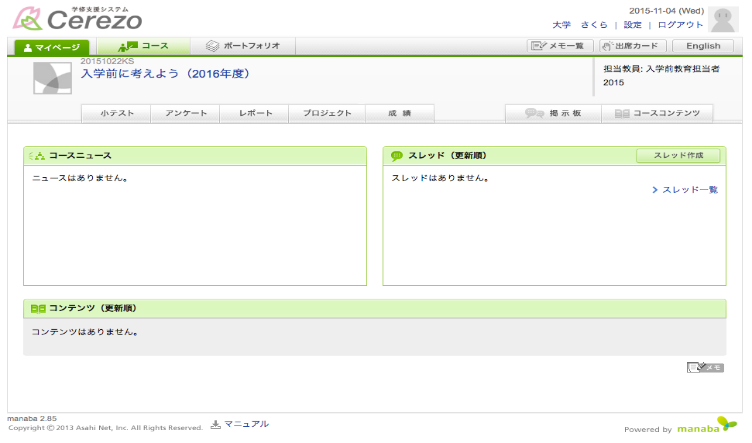 学修支援システム
Cerezo
2015-11-04 (Wed)
大学 さくら | 設定 | ログアウト
マイページ
コース
ポートフォリオ
メモ一覧
出席カード
English
20151022KS
入学前に考えよう（2016年度）
担当教員: 入学前教育担当者
2015
小テスト
アンケート
レポート
プロジェクト
成 績
掲 示 板
コースコンテンツ
コースニュース
ニュースはありません。
スレッド（更新順）
スレッド作成
スレッドはありません。
スレッド一覧
コンテンツ（更新順）
コンテンツはありません。
メモ
manaba 2.85
Copyright © 2013 Asahi Net, Inc. All Rights Reserved.
マニュアル
Powered by manaba